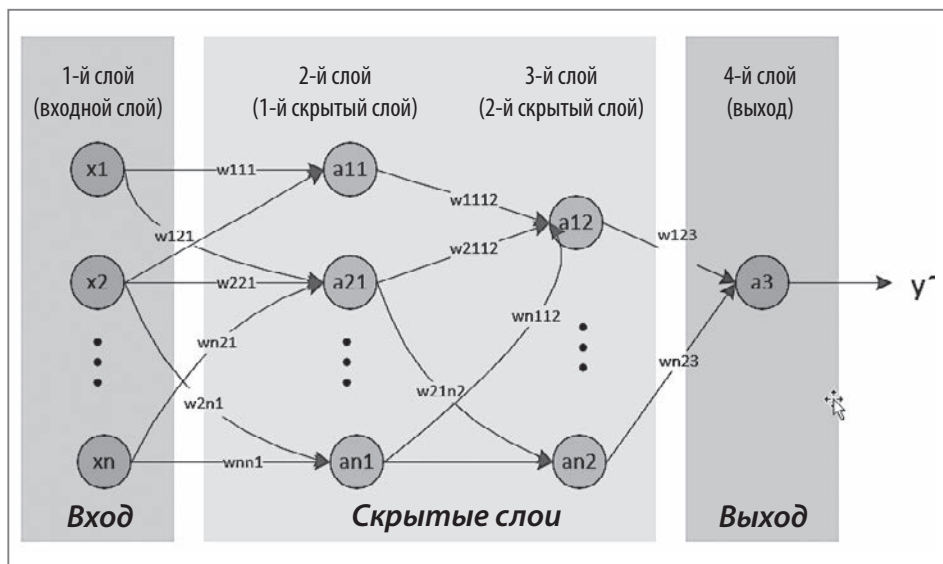 1-й слой
(входной слой)
2-й слой
(1-й скрытый слой)
3-й слой
(2-й скрытый слой)
4-й слой
(выход)
x1
w111
a11
w1112
a12
w121
w123
x2
w221
a21
w2112
a3
y^
wn21
wn112
w2n1
w21n2
wn23
xn
wnn1
an1
an2
Вход
Скрытые слои
Выход